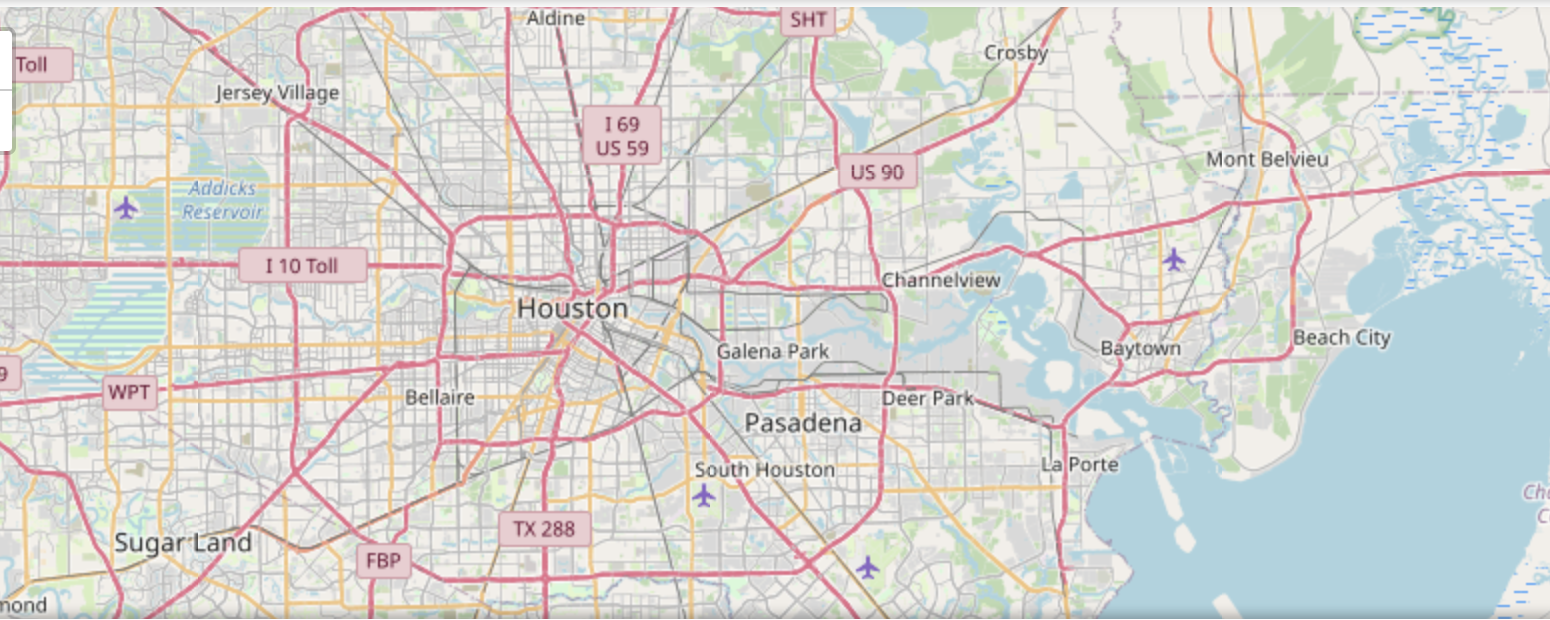 Aldine
SHT
Crosby
Toll
Jersey Village
I 69
US 59
Mont Belvieu
US 90
Addicks
Reservoir
I 10 Toll
Channelview
Houston
Beach City
Galena Park
Baytown
9
WPT
Bellaire
Deer Park
Pasadena
La Porte
South Houston
TX 288
Sugar Land
FBP
mond